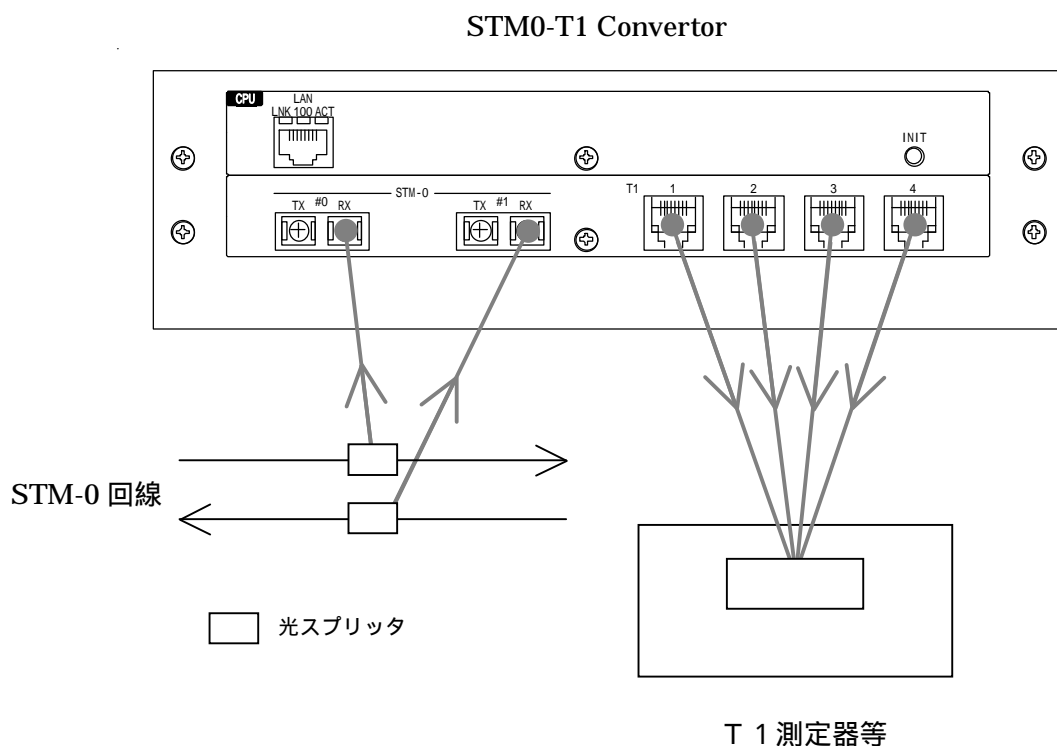 STM0-T1 Convertor
CPU
LAN
LNK 100 ACT
INIT
STM-0
TX #0 RX
TX #1 RX
T1 1 2 3 4
STM-0 回線
光スプリッタ
Ｔ１測定器等